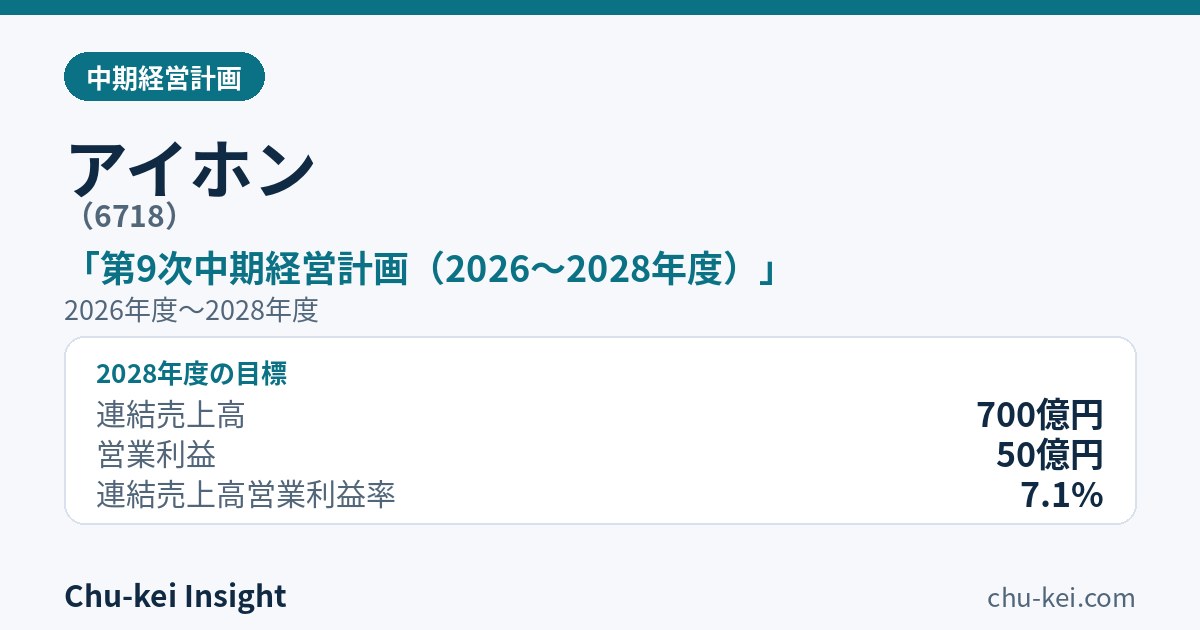 中期経営計画
アイホン
（6718）
「第9次中期経営計画（2026〜2028年度）」
2026年度〜2028年度
2028年度の目標
連結売上高 700億円
営業利益 50億円
連結売上高営業利益率 7.1%
Chu-kei Insight chu-kei.com